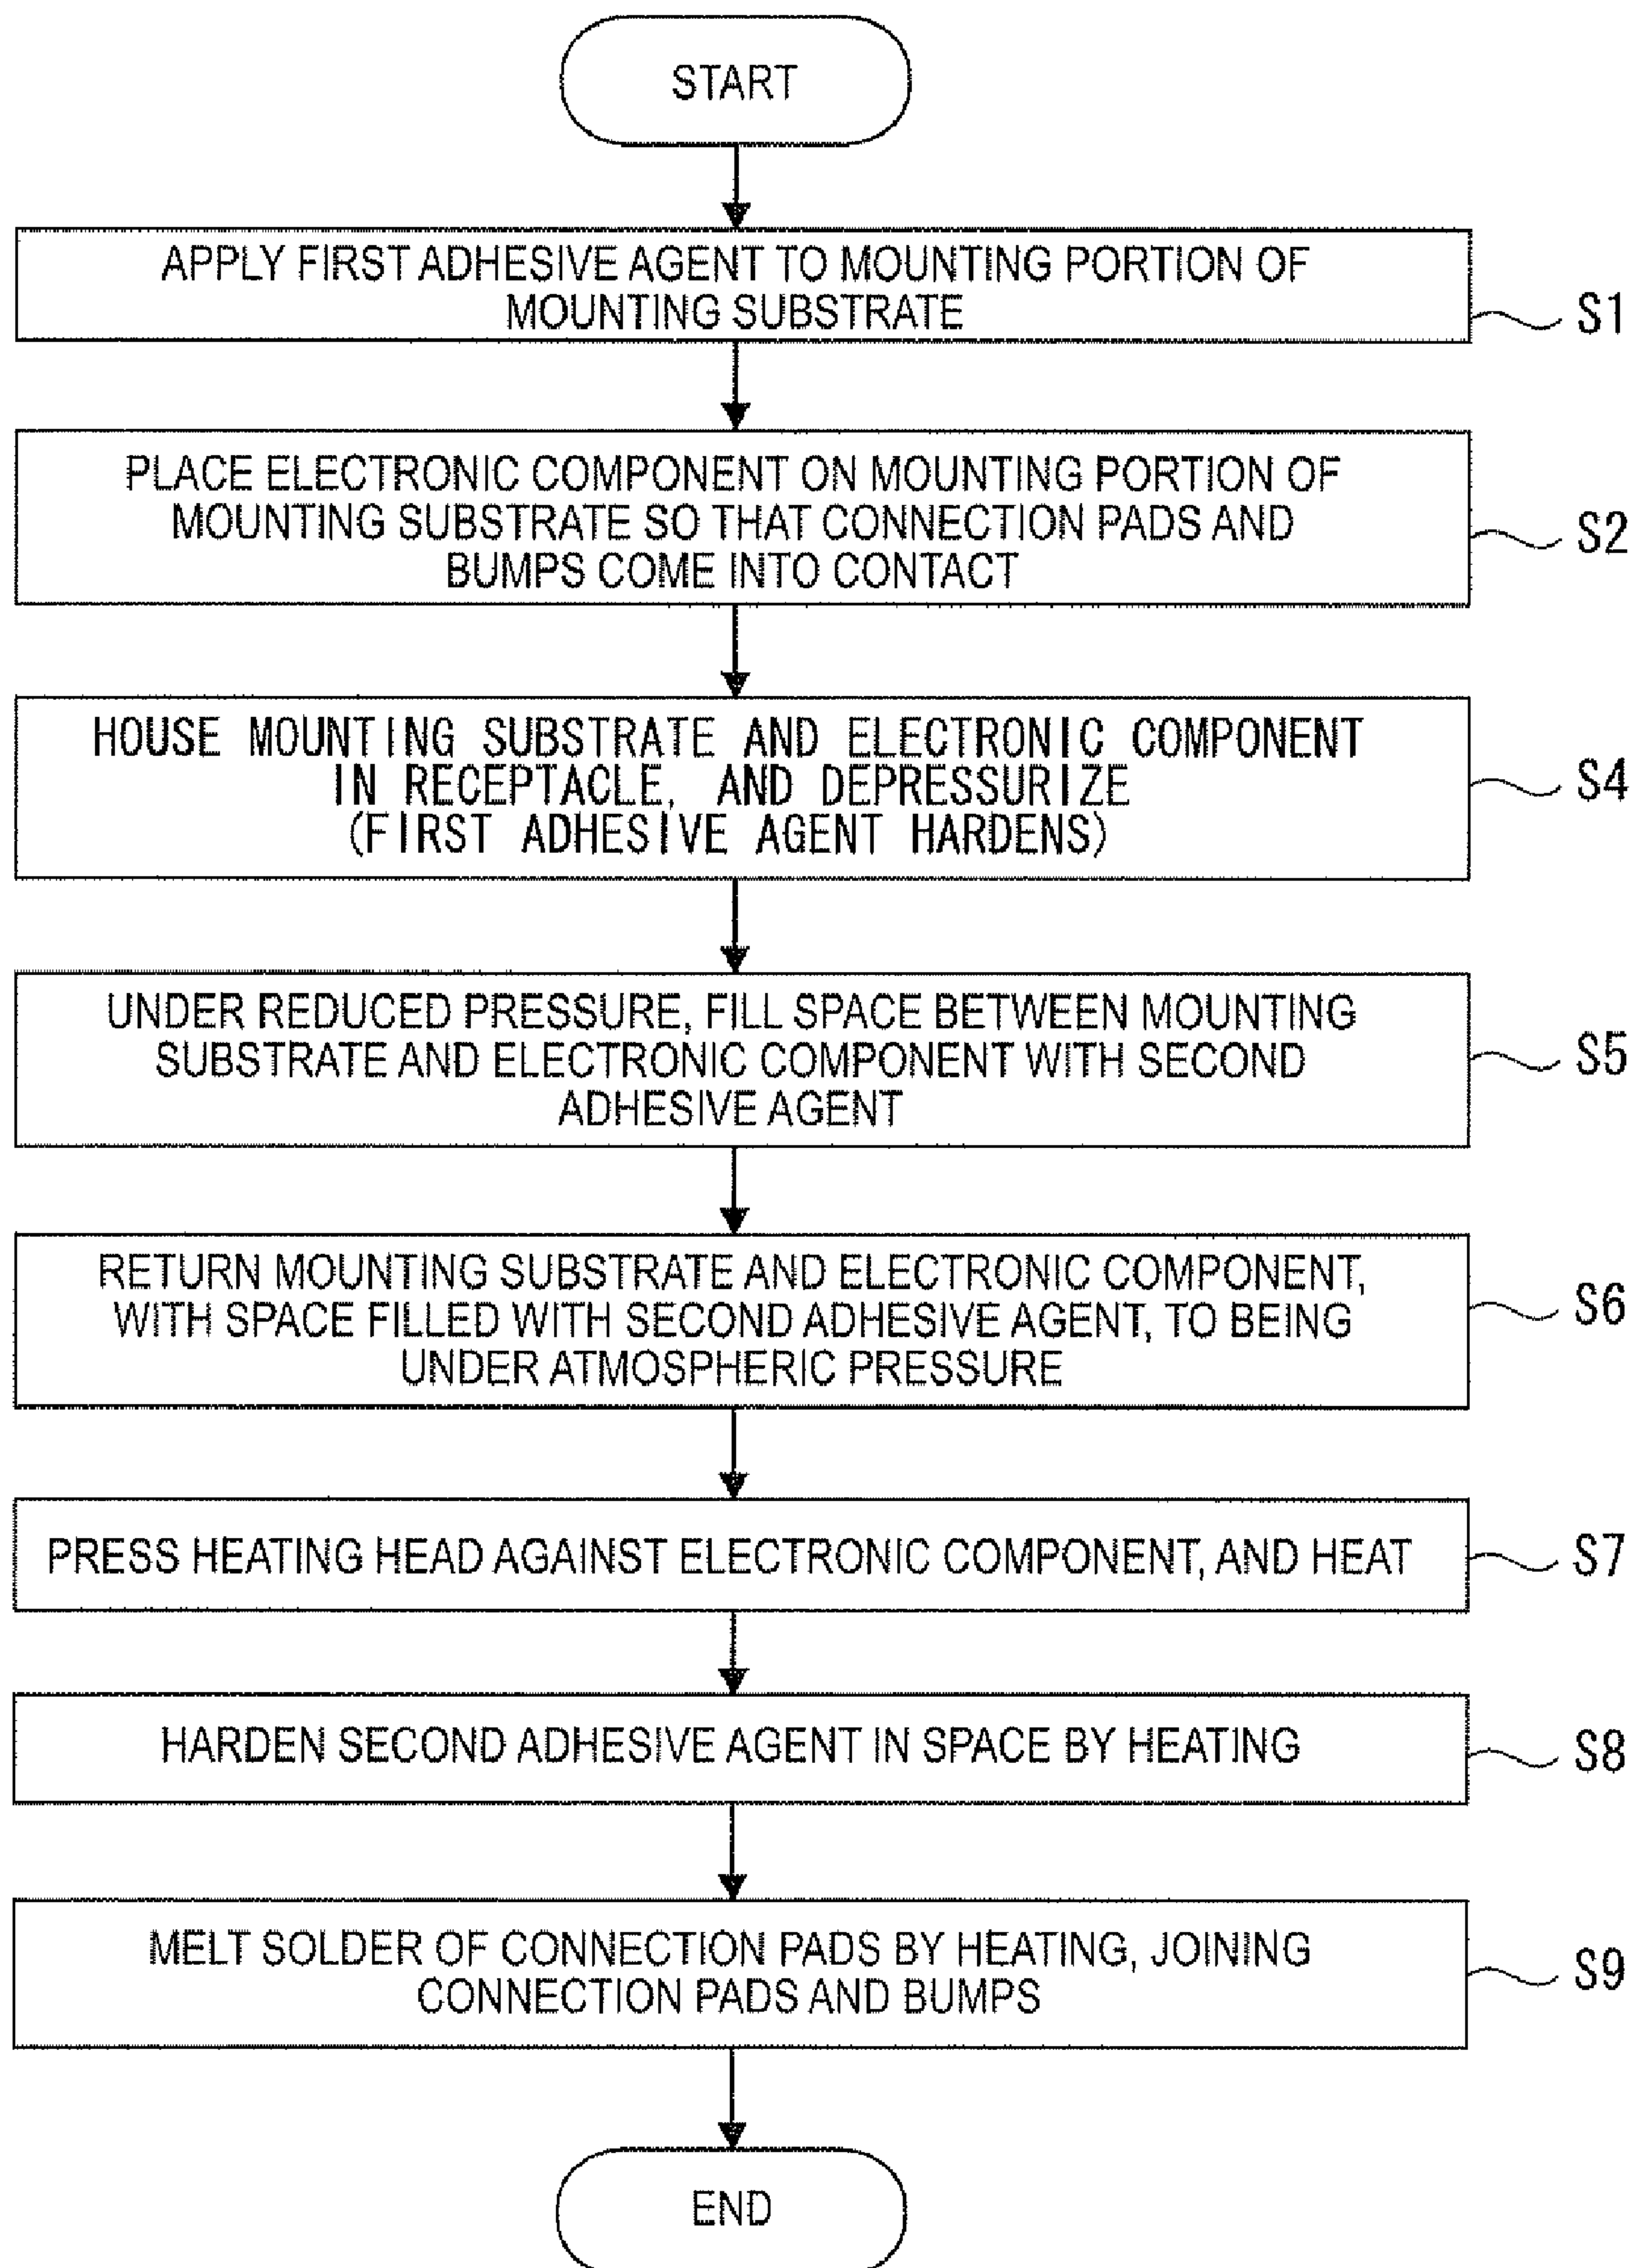 START
APPLY FIRST ADHESIVE AGENT TO MOUNTING PORTION OF
MOUNTING SUBSTRATE
S1
PLACE ELECTRONIC COMPONENT ON MOUNTING PORTION OF
MOUNTING SUBSTRATE SO THAT CONNECTION PADS AND
BUMPS COME INTO CONTACT
S2
HOUSE MOUNTING SUBSTRATE AND ELECTRONIC COMPONENT
IN RECEPTACLE, AND DEPRESSURIZE
(FIRST ADHESIVE AGENT HARDENS)
S4
UNDER REDUCED PRESSURE, FILL SPACE BETWEEN MOUNTING
SUBSTRATE AND ELECTRONIC COMPONENT WITH SECOND
ADHESIVE AGENT
S5
RETURN MOUNTING SUBSTRATE AND ELECTRONIC COMPONENT,
WITH SPACE FILLED WITH SECOND ADHESIVE AGENT, TO BEING
UNDER ATMOSPHERIC PRESSURE
S6
PRESS HEATING HEAD AGAINST ELECTRONIC COMPONENT, AND HEAT
S7
HARDEN SECOND ADHESIVE AGENT IN SPACE BY HEATING
S8
MELT SOLDER OF CONNECTION PADS BY HEATING, JOINING
CONNECTION PADS AND BUMPS
S9
END